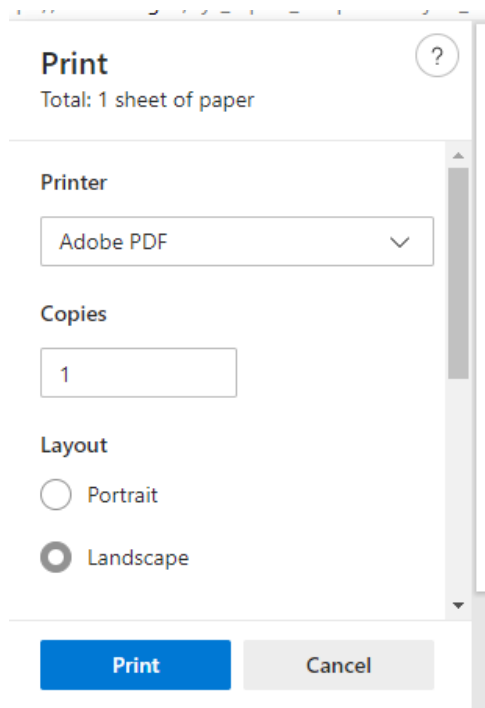 Print
?
Total: 1 sheet of paper
Printer
Adobe PDF
Copies
1
Layout
Portrait
Landscape
Print Cancel